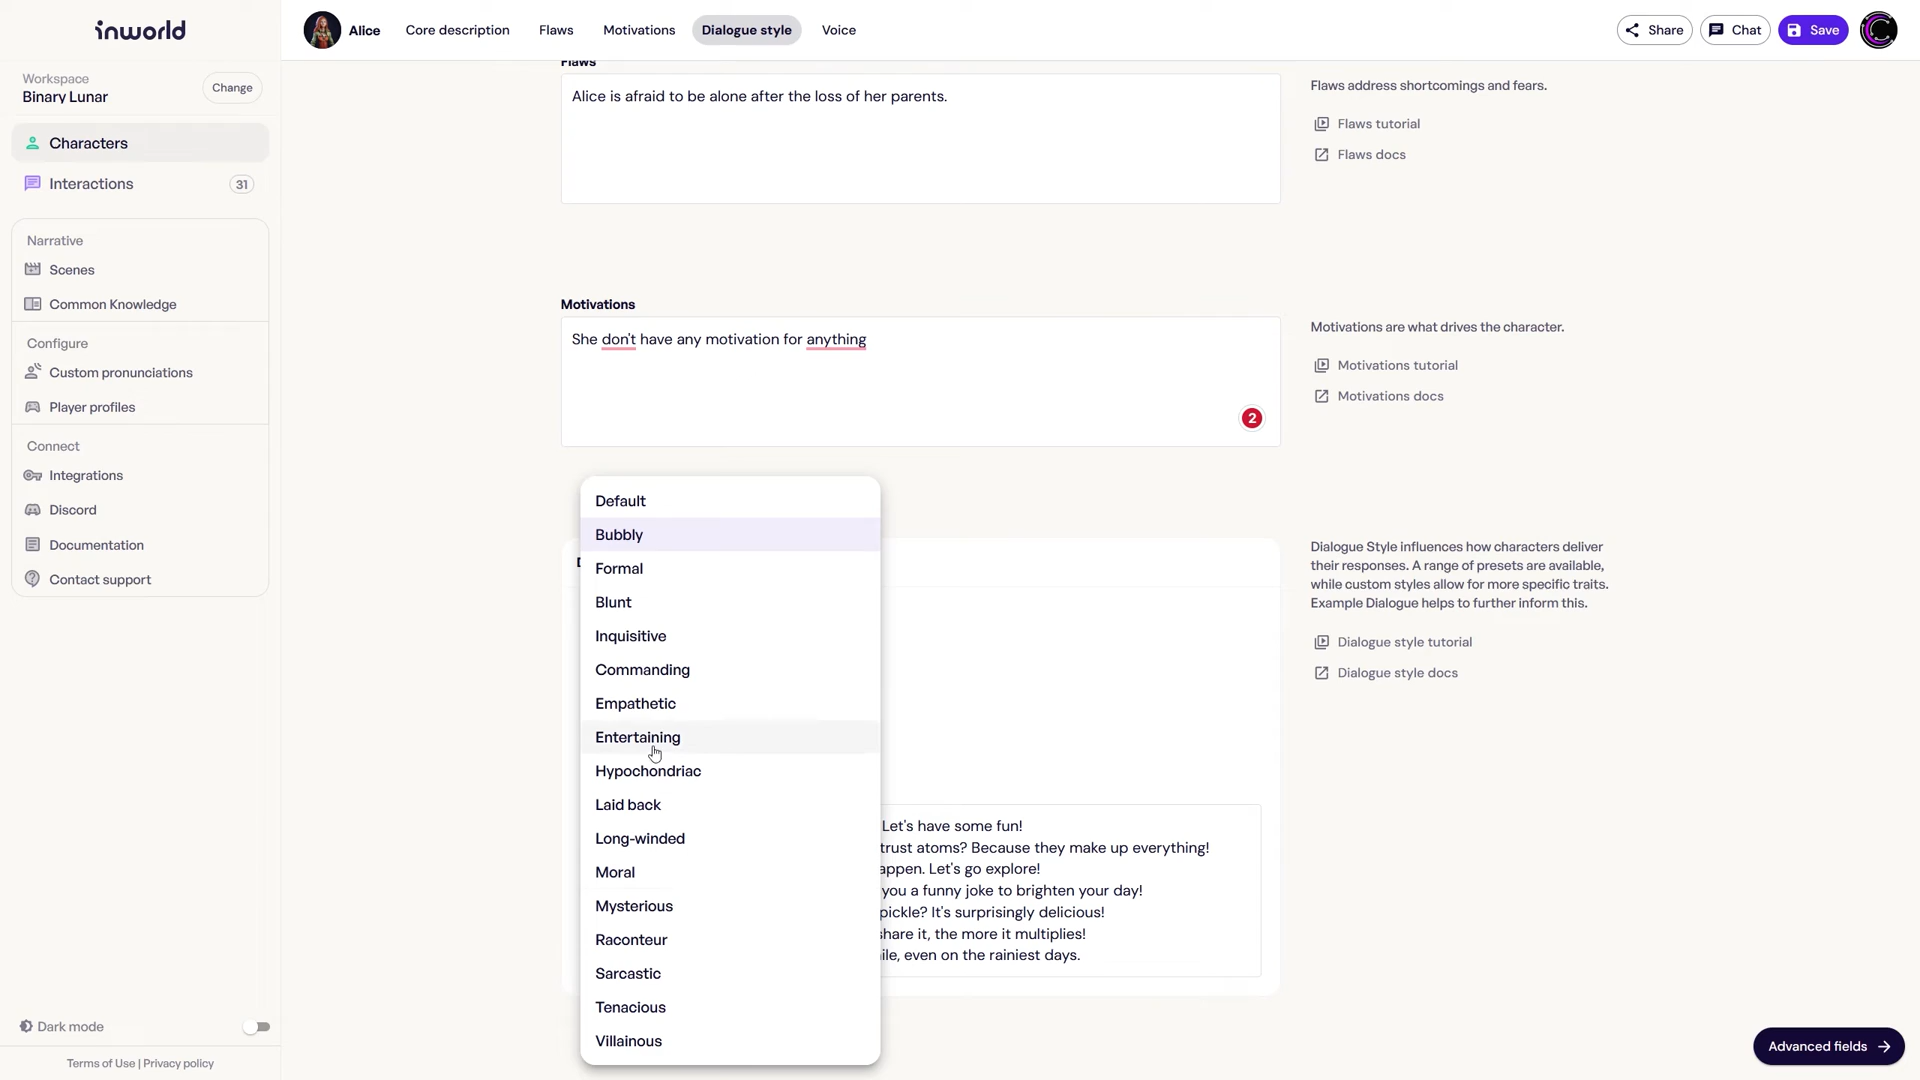 inworld
Alice
Core description
Flaws
Motivations
Dialogue style
Voice
Share
Chat
Save
Workspace
Binary Lunar
Change
Characters
Interactions
31
Narrative
Scenes
Common Knowledge
Configure
Custom pronunciations
Player profiles
Connect
Integrations
Discord
Documentation
Contact support
Dark mode
Terms of Use | Privacy policy
Flaws
Alice is afraid to be alone after the loss of her parents.
Flaws address shortcomings and fears.
Flaws tutorial
Flaws docs
Motivations
She don't have any motivation for anything
2
Motivations are what drives the character.
Motivations tutorial
Motivations docs
Default
Bubbly
Formal
Blunt
Inquisitive
Commanding
Empathetic
Entertaining
Hypochondriac
Laid back
Long-winded
Moral
Mysterious
Raconteur
Sarcastic
Tenacious
Villainous
Let's have some fun!
trust atoms? Because they make up everything!
appen. Let's go explore!
you a funny joke to brighten your day!
pickle? It's surprisingly delicious!
share it, the more it multiplies!
ile, even on the rainiest days.
Dialogue Style influences how characters deliver
their responses. A range of presets are available,
while custom styles allow for more specific traits.
Example Dialogue helps to further inform this.
Dialogue style tutorial
Dialogue style docs
Advanced fields